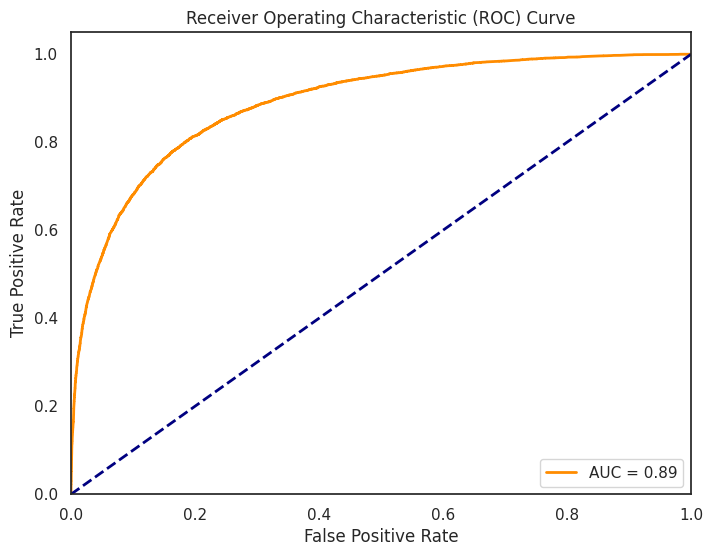 Receiver Operating Characteristic (ROC) Curve
1.0
0.8
0.6
0.4
0.2
0.0
True Positive Rate
AUC = 0.89
0.0 0.2 0.4 0.6 0.8 1.0
False Positive Rate